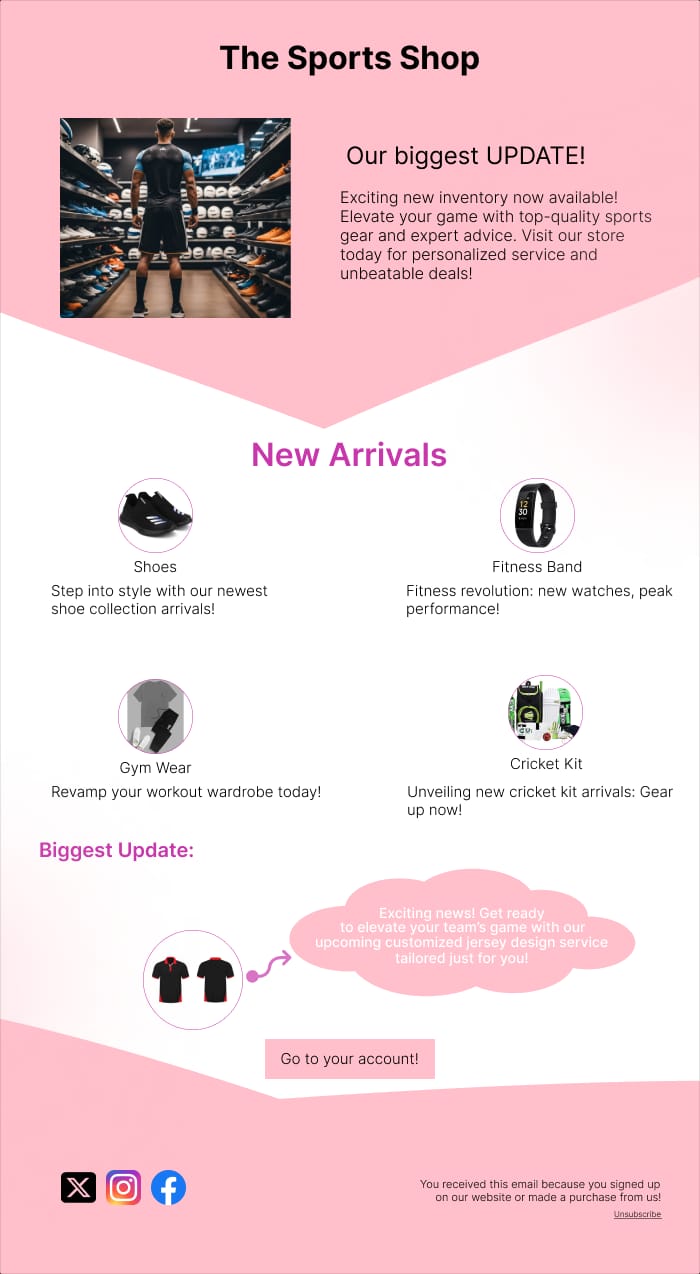 The Sports Shop
Our biggest UPDATE!
Exciting new inventory now available!
Elevate your game with top-quality sports
gear and expert advice. Visit our store
today for personalized service and
unbeatable deals!
New Arrivals
Shoes
Step into style with our newest
shoe collection arrivals!
12
30
Fitness Band
Fitness revolution: new watches, peak
performance!
Gym Wear
Revamp your workout wardrobe today!
Cricket Kit
Unveiling new cricket kit arrivals: Gear
up now!
Biggest Update:
Exciting news! Get ready
to elevate your team's game with our
upcoming customized jersey design service
tailored just for you!
Go to your account!
You received this email because you signed up
on our website or made a purchase from us!
Unsubscribe